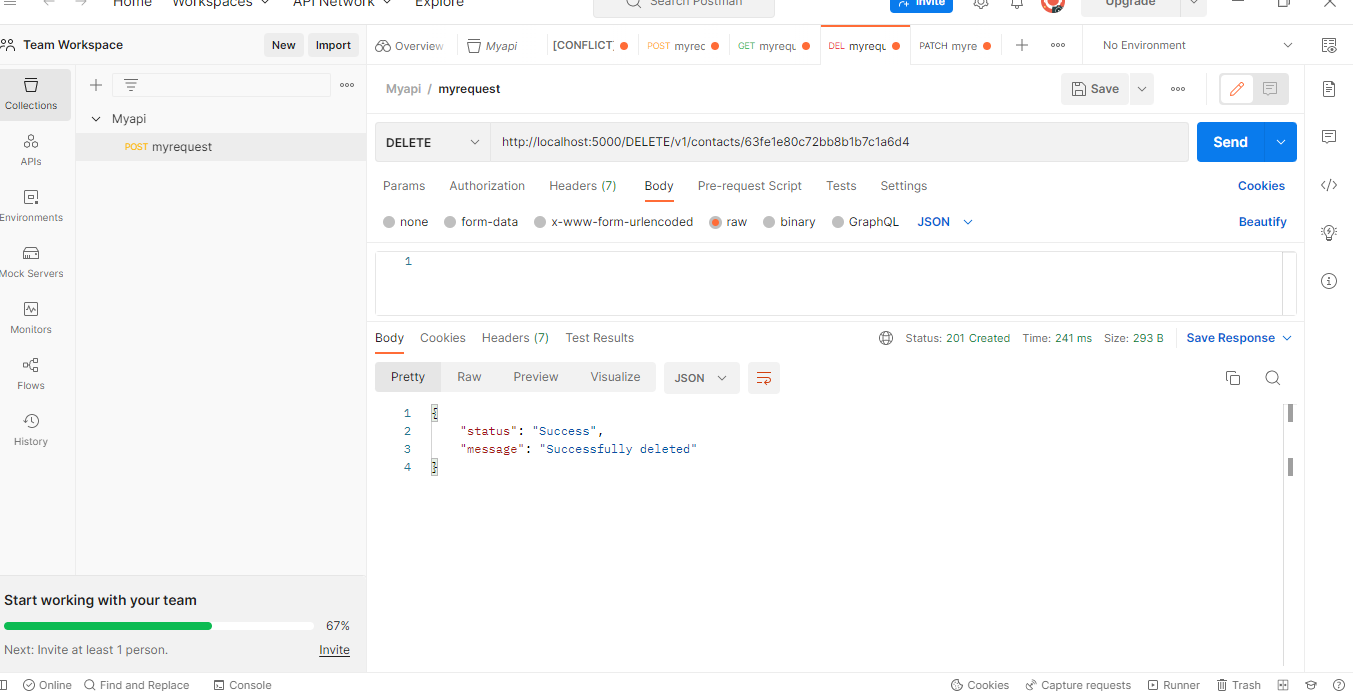 Home Workspaces API Network Explore Search Postman Invite Upgrade
Team Workspace New Import Overview Myapi [CONFLICT] POST myrec GET myrequ DEL myrequ PATCH myre No Environment
Collections
APIs
Environments
Mock Servers
Monitors
Flows
History
Myapi
POST myrequest
Myapi / myrequest Save
DELETE http://localhost:5000/DELETE/v1/contacts/63fe1e80c72bb8b1b7c1a6d4 Send
Params Authorization Headers (7) Body Pre-request Script Tests Settings Cookies
none form-data x-www-form-urlencoded raw binary GraphQL JSON Beautify
1
Body Cookies Headers (7) Test Results Status: 201 Created Time: 241 ms Size: 293 B Save Response
Pretty Raw Preview Visualize JSON
1 {
2 "status": "Success",
3 "message": "Successfully deleted"
4 }
Start working with your team
67%
Next: Invite at least 1 person. Invite
Online Find and Replace Console Cookies Capture requests Runner Trash